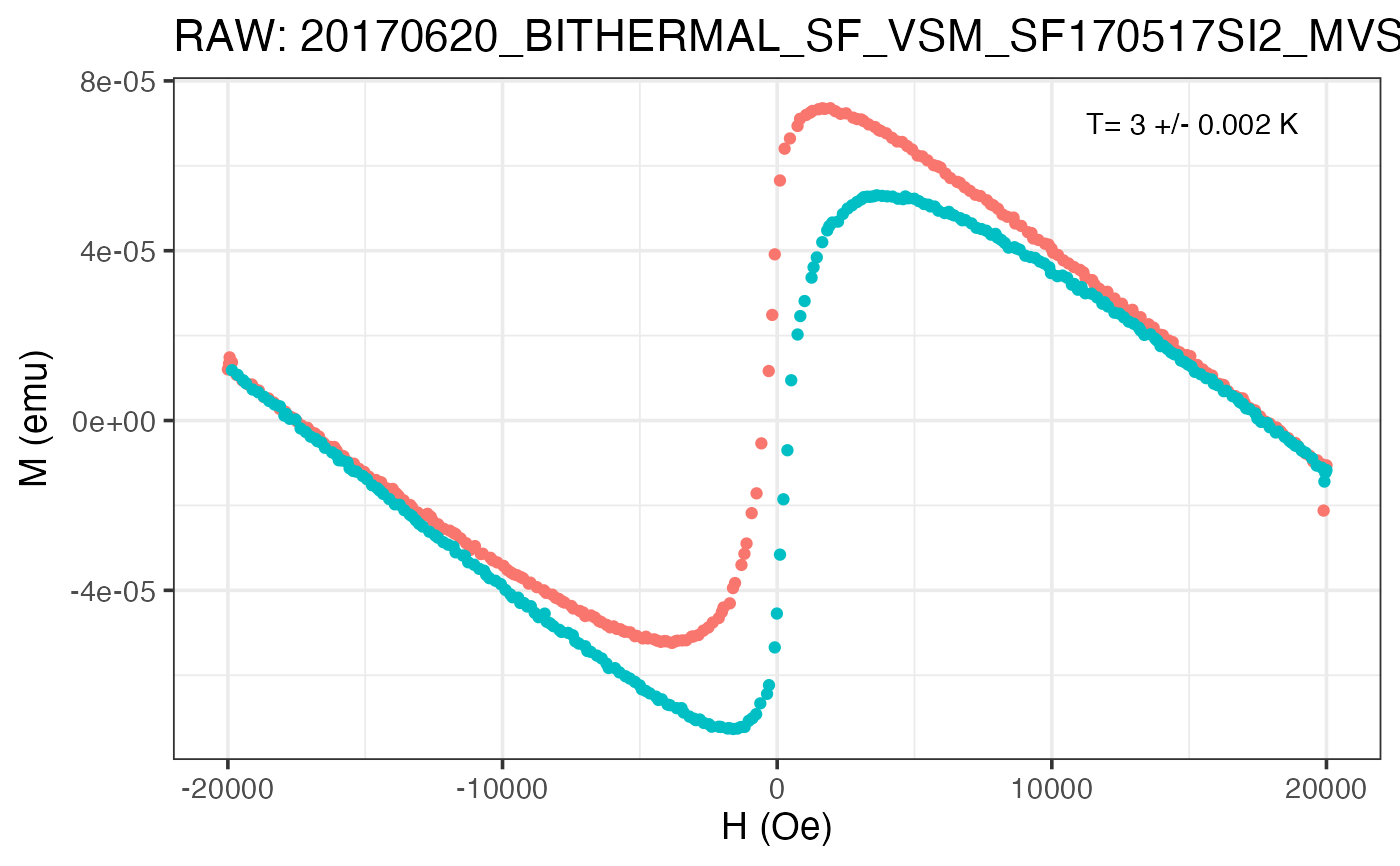 RAW: 20170620_BITHERMAL_SF_VSM_SF170517SI2_MVS
8e-05
T= 3 +/- 0.002 K
4e-05
0e+00
-4e-05
M (emu)
-20000 -10000 0 10000 20000
H (Oe)